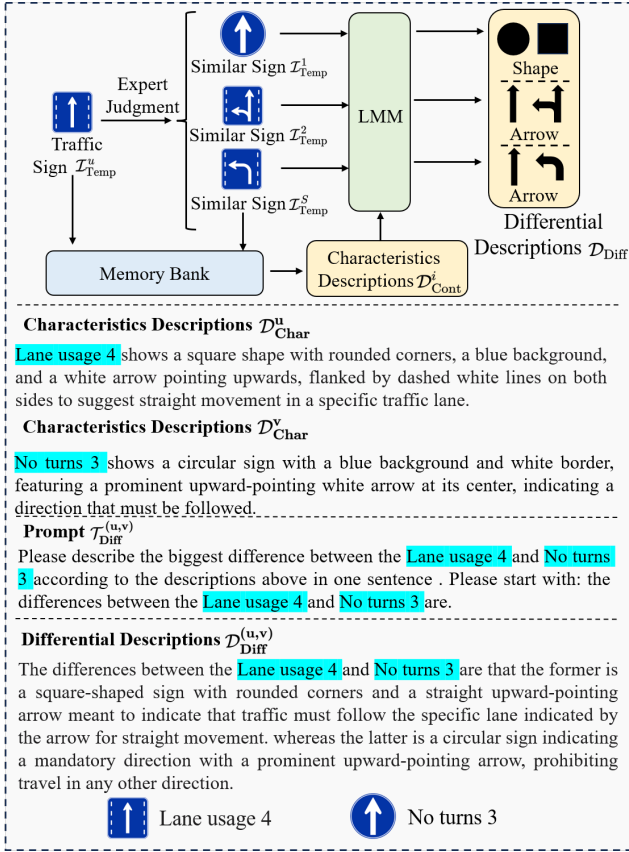 Expert
Judgment
Traffic
Sign 𝓘ᵘ_Temp
Similar Sign 𝓘¹_Temp
Similar Sign 𝓘²_Temp
Similar Sign 𝓘ˢ_Temp
LMM
Shape
Arrow
Arrow
Differential
Descriptions 𝓓_Diff
Memory Bank
Characteristics
Descriptions 𝓓ⁱ_Cont
Characteristics Descriptions 𝓓ᵘ_Char
Lane usage 4 shows a square shape with rounded corners, a blue background,
and a white arrow pointing upwards, flanked by dashed white lines on both
sides to suggest straight movement in a specific traffic lane.
Characteristics Descriptions 𝓓ᵛ_Char
No turns 3 shows a circular sign with a blue background and white border,
featuring a prominent upward-pointing white arrow at its center, indicating a
direction that must be followed.
Prompt 𝓣^(u,v)_Diff
Please describe the biggest difference between the Lane usage 4 and No turns
3 according to the descriptions above in one sentence . Please start with: the
differences between the Lane usage 4 and No turns 3 are.
Differential Descriptions 𝓓^(u,v)_Diff
The differences between the Lane usage 4 and No turns 3 are that the former is
a square-shaped sign with rounded corners and a straight upward-pointing
arrow meant to indicate that traffic must follow the specific lane indicated by
the arrow for straight movement. whereas the latter is a circular sign indicating
a mandatory direction with a prominent upward-pointing arrow, prohibiting
travel in any other direction.
Lane usage 4
No turns 3